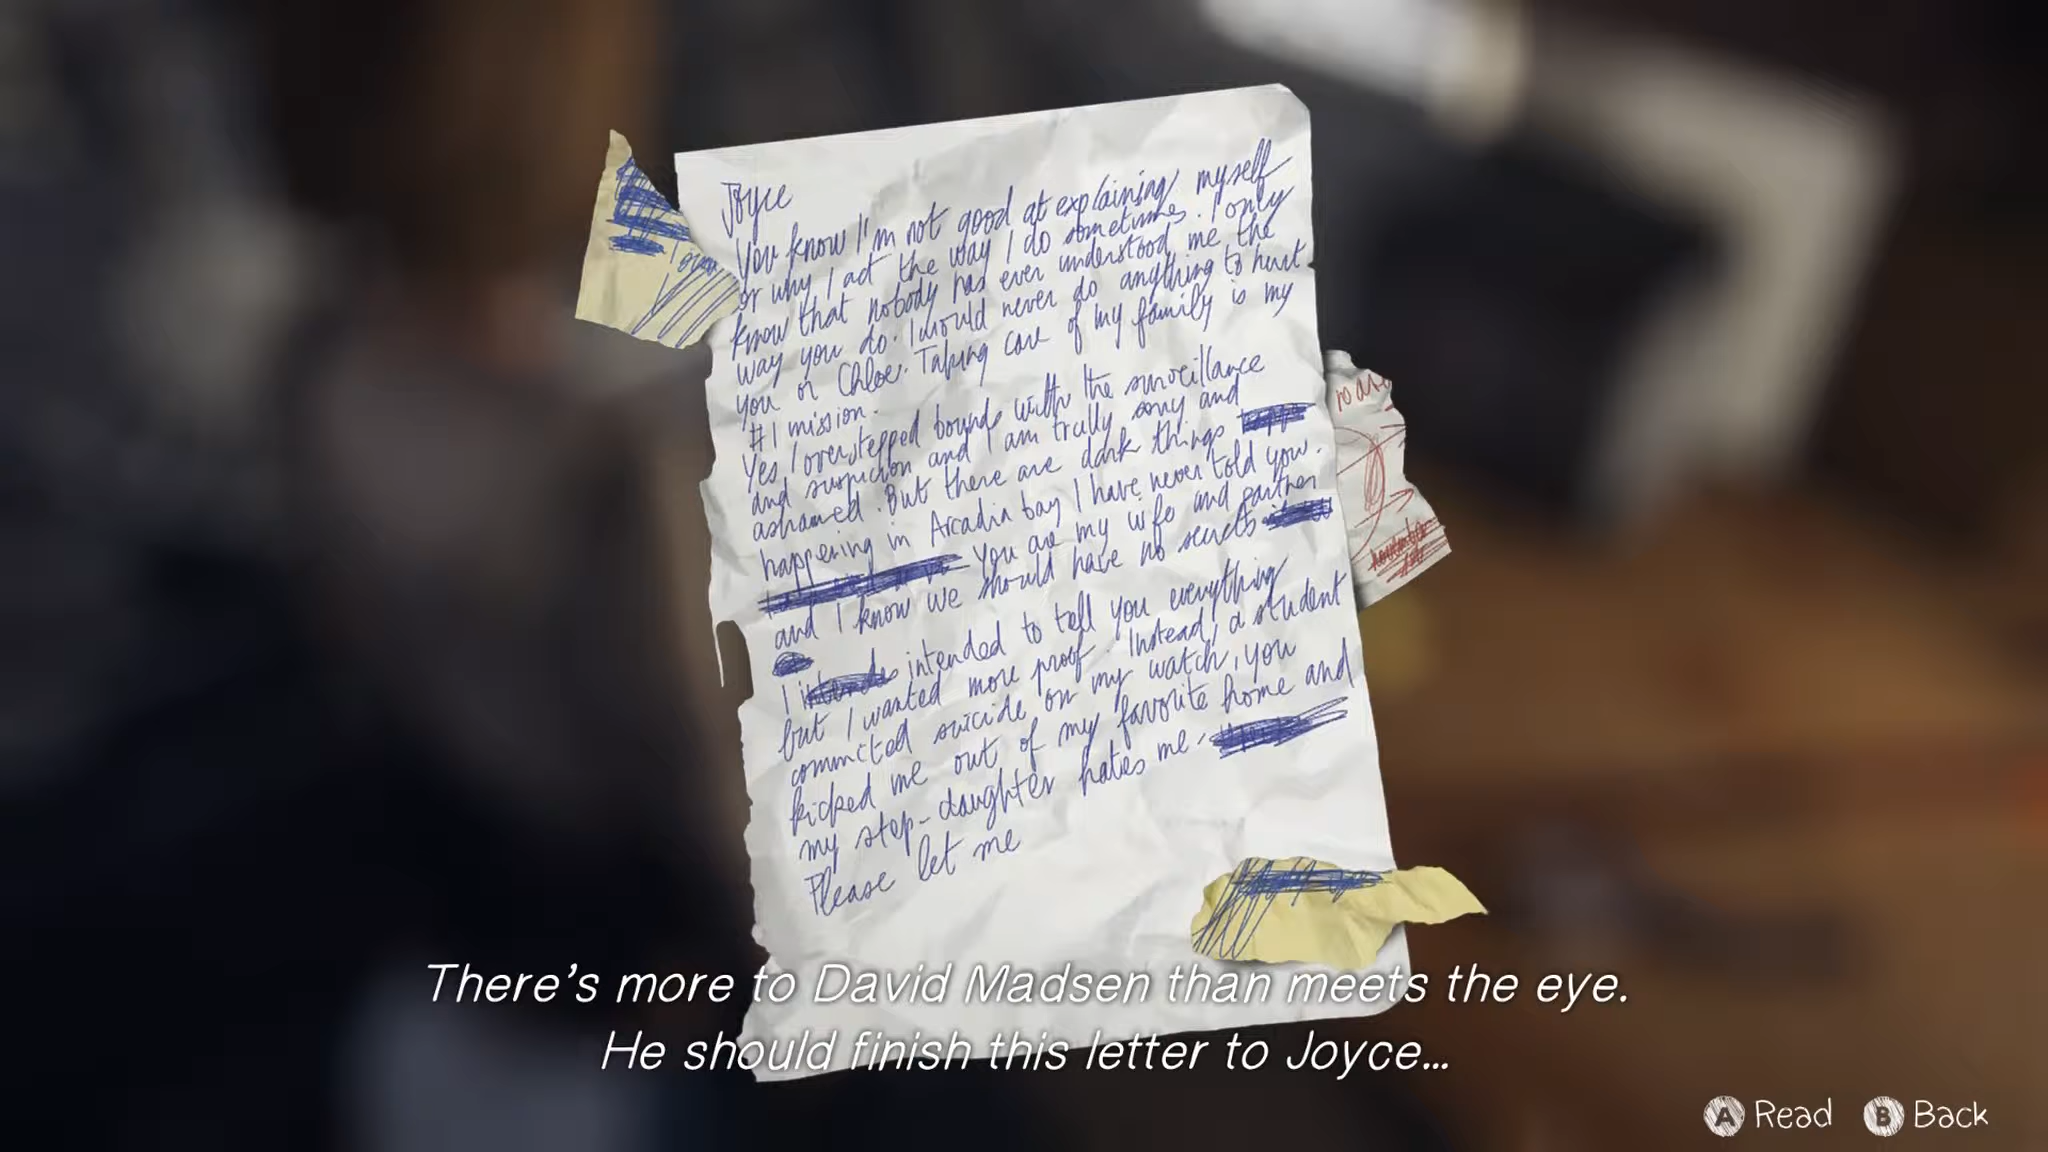 Joyce
You know I'm not good at explaining myself
or why I act the way I do sometimes. I only
know that nobody has ever understood me the
way you do. I would never do anything to hurt
you or Chloe. Taking care of my family is my
#1 mission.
Yes I overstepped bounds with the surveillance
and suspicion and I am trully sorry and
ashamed. But there are dark things
happening in Arcadia bay I have never told you.
You are my wife and partner
and I know we should have no secrets
I intended to tell you everything
but I wanted more proof. Instead, a student
commited suicide on my watch, you
kicked me out of my favorite home and
my step-daughter hates me.
Please let me
There's more to David Madsen than meets the eye.
He should finish this letter to Joyce...
A Read B Back